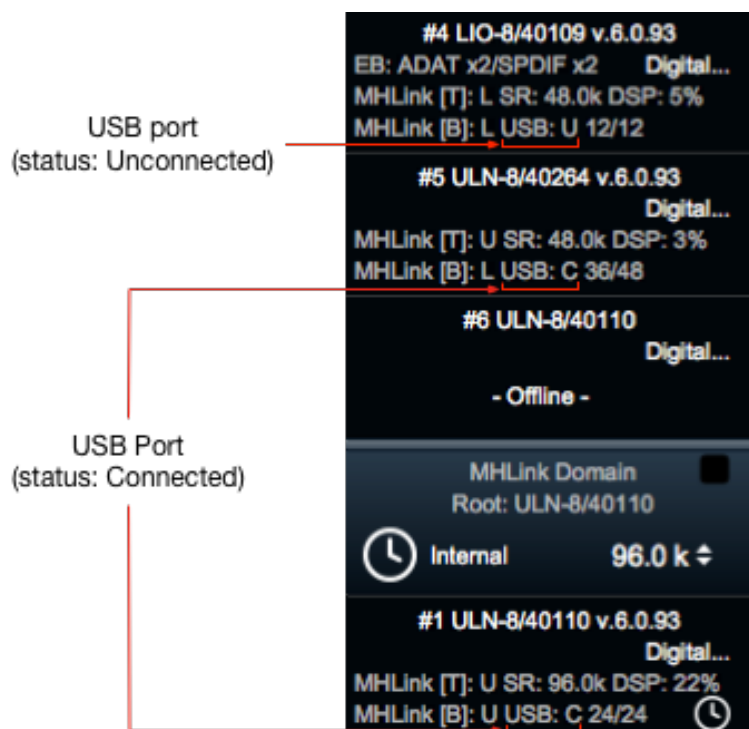 #4 LIO-8/40109 v.6.0.93
EB: ADAT x2/SPDIF x2 Digital...
MHLink [T]: L SR: 48.0k DSP: 5%
MHLink [B]: L USB: U 12/12
USB port
(status: Unconnected)
#5 ULN-8/40264 v.6.0.93
Digital...
MHLink [T]: U SR: 48.0k DSP: 3%
MHLink [B]: L USB: C 36/48
#6 ULN-8/40110
Digital...
- Offline -
USB Port
(status: Connected)
MHLink Domain
Root: ULN-8/40110
Internal 96.0 k
#1 ULN-8/40110 v.6.0.93
Digital...
MHLink [T]: U SR: 96.0k DSP: 22%
MHLink [B]: U USB: C 24/24